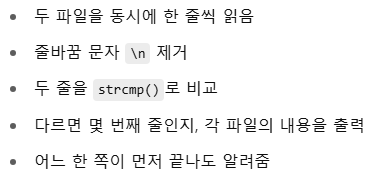 • 두 파일을 동시에 한 줄씩 읽음
• 줄바꿈 문자 \n 제거
• 두 줄을 strcmp()로 비교
• 다르면 몇 번째 줄인지, 각 파일의 내용을 출력
• 어느 한 쪽이 먼저 끝나도 알려줌